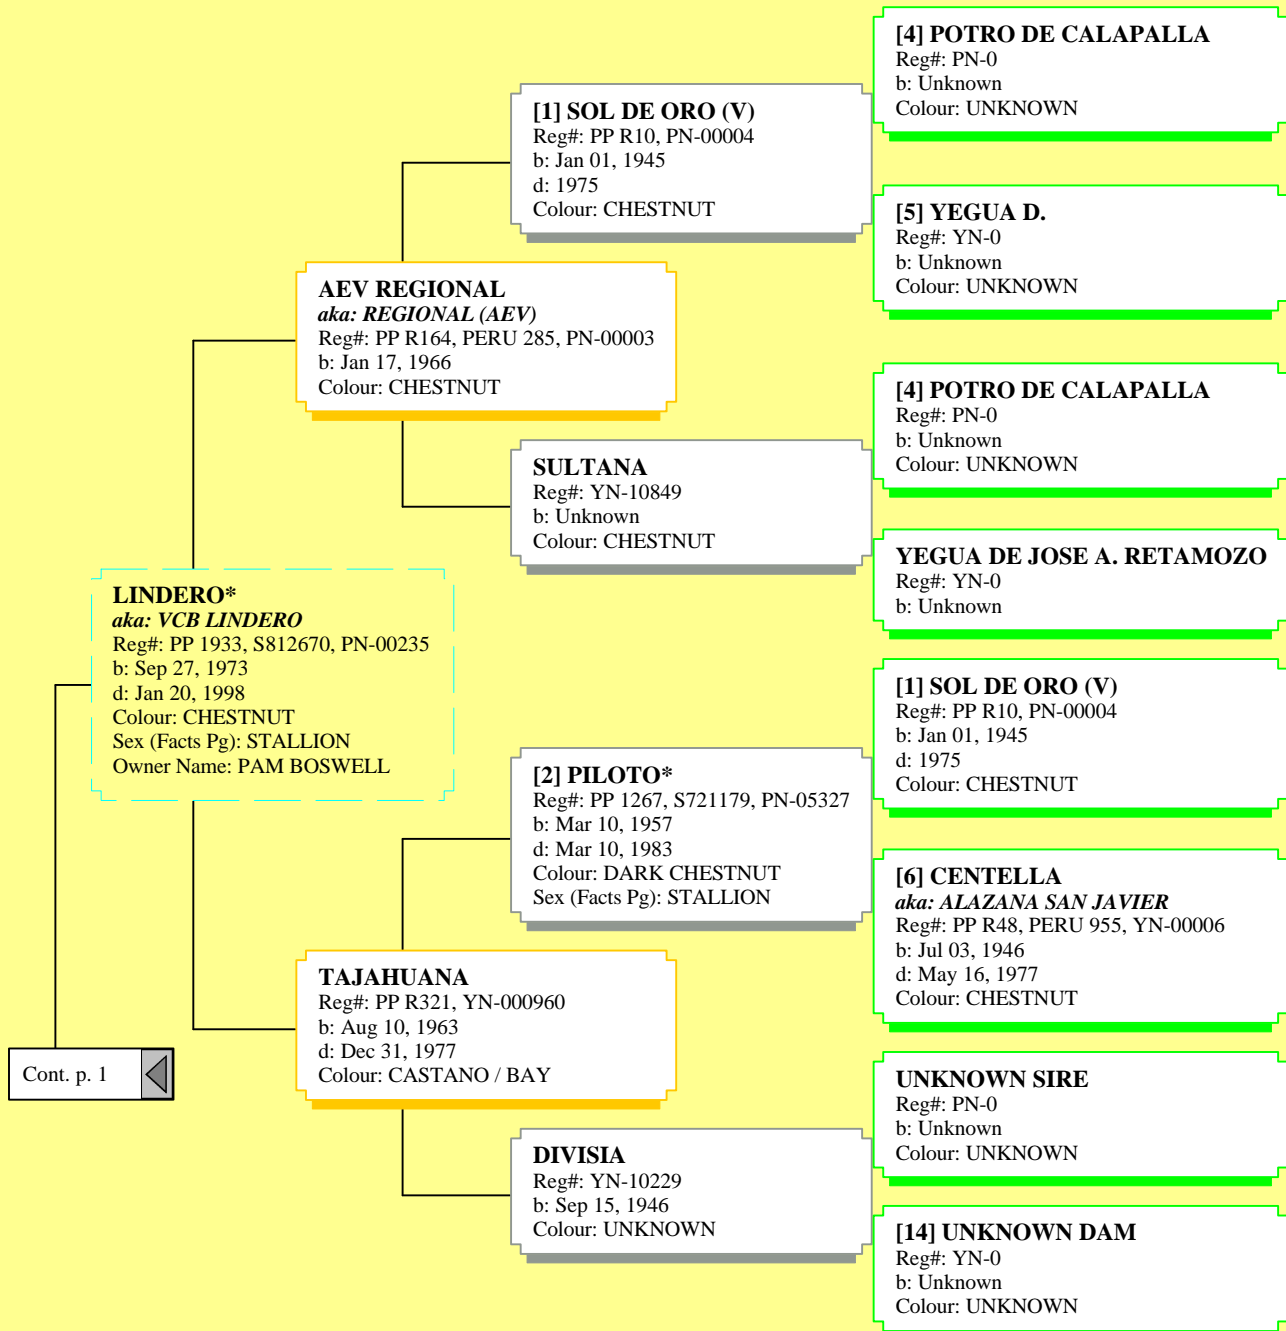 [4] POTRO DE CALAPALLA
Reg#: PN-0
b: Unknown
Colour: UNKNOWN
[1] SOL DE ORO (V)
Reg#: PP R10, PN-00004
b: Jan 01, 1945
d: 1975
Colour: CHESTNUT
[5] YEGUA D.
Reg#: YN-0
b: Unknown
Colour: UNKNOWN
AEV REGIONAL
aka: REGIONAL (AEV)
Reg#: PP R164, PERU 285, PN-00003
b: Jan 17, 1966
Colour: CHESTNUT
[4] POTRO DE CALAPALLA
Reg#: PN-0
b: Unknown
Colour: UNKNOWN
SULTANA
Reg#: YN-10849
b: Unknown
Colour: CHESTNUT
YEGUA DE JOSE A. RETAMOZO
Reg#: YN-0
b: Unknown
LINDERO*
aka: VCB LINDERO
Reg#: PP 1933, S812670, PN-00235
b: Sep 27, 1973
d: Jan 20, 1998
Colour: CHESTNUT
Sex (Facts Pg): STALLION
Owner Name: PAM BOSWELL
[1] SOL DE ORO (V)
Reg#: PP R10, PN-00004
b: Jan 01, 1945
d: 1975
Colour: CHESTNUT
[2] PILOTO*
Reg#: PP 1267, S721179, PN-05327
b: Mar 10, 1957
d: Mar 10, 1983
Colour: DARK CHESTNUT
Sex (Facts Pg): STALLION
[6] CENTELLA
aka: ALAZANA SAN JAVIER
Reg#: PP R48, PERU 955, YN-00006
b: Jul 03, 1946
d: May 16, 1977
Colour: CHESTNUT
TAJAHUANA
Reg#: PP R321, YN-000960
b: Aug 10, 1963
d: Dec 31, 1977
Colour: CASTANO / BAY
Cont. p. 1
UNKNOWN SIRE
Reg#: PN-0
b: Unknown
Colour: UNKNOWN
DIVISIA
Reg#: YN-10229
b: Sep 15, 1946
Colour: UNKNOWN
[14] UNKNOWN DAM
Reg#: YN-0
b: Unknown
Colour: UNKNOWN